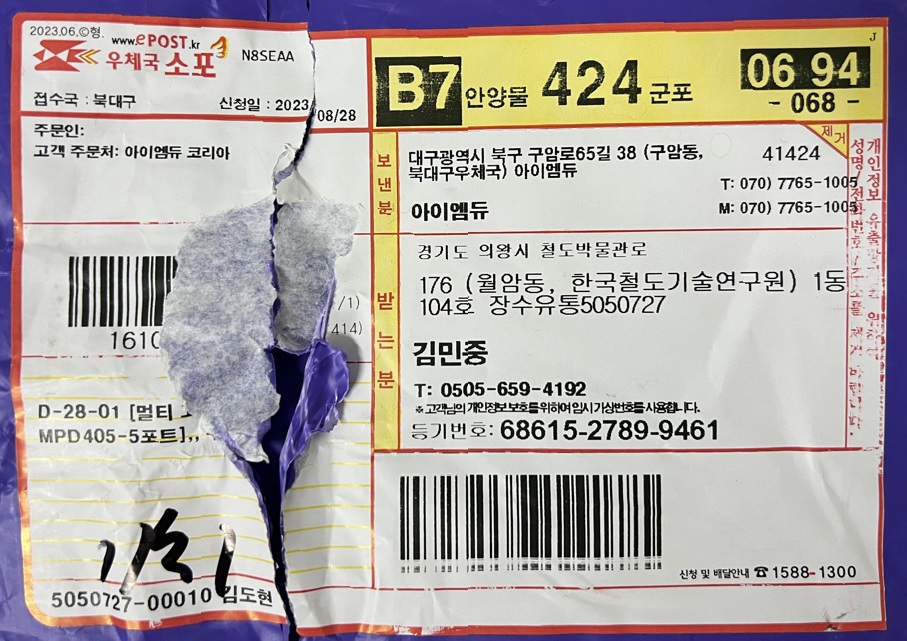 2023.06.©형.
www.ePOST.kr
우체국 소포
N8SEAA
접수국 : 북대구
신청일 : 2023/08/28
주문인:
고객 주문처: 아이엠듀 코리아
1610
/1)
414)
D-28-01 [멀티
MPD405-5포트],,
5050727-00010 김도현
J
B7 안양물 424 군포
06 94
- 068 -
제거
보낸분
대구광역시 북구 구암로65길 38 (구암동,
북대구우체국) 아이엠듀
41424
T: 070) 7765-1005
M: 070) 7765-1005
아이엠듀
받는분
경기도 의왕시 철도박물관로
176 (월암동, 한국철도기술연구원) 1동
104호 장수유통5050727
김민중
T: 0505-659-4192
※고객님의 개인정보보호를 위하여 임시 가상번호를 사용합니다.
등기번호: 68615-2789-9461
신청 및 배달안내 ☎ 1588-1300
개인정보 유출
성명/전화번호/주소를 제거 바랍니다.